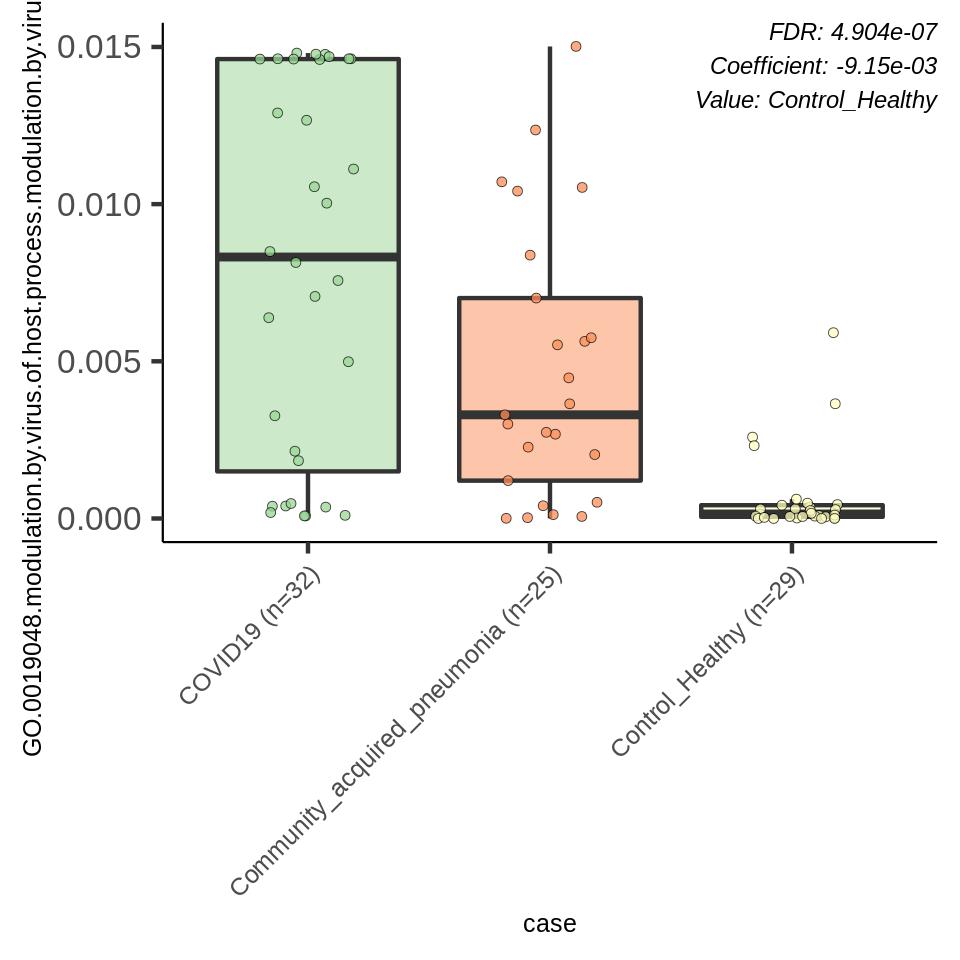 FDR: 4.904e-07
Coefficient: -9.15e-03
Value: Control_Healthy
GO.0019048.modulation.by.virus.of.host.process.modulation.by.viru
0.015
0.010
0.005
0.000
COVID19 (n=32)
Community_acquired_pneumonia (n=25)
Control_Healthy (n=29)
case